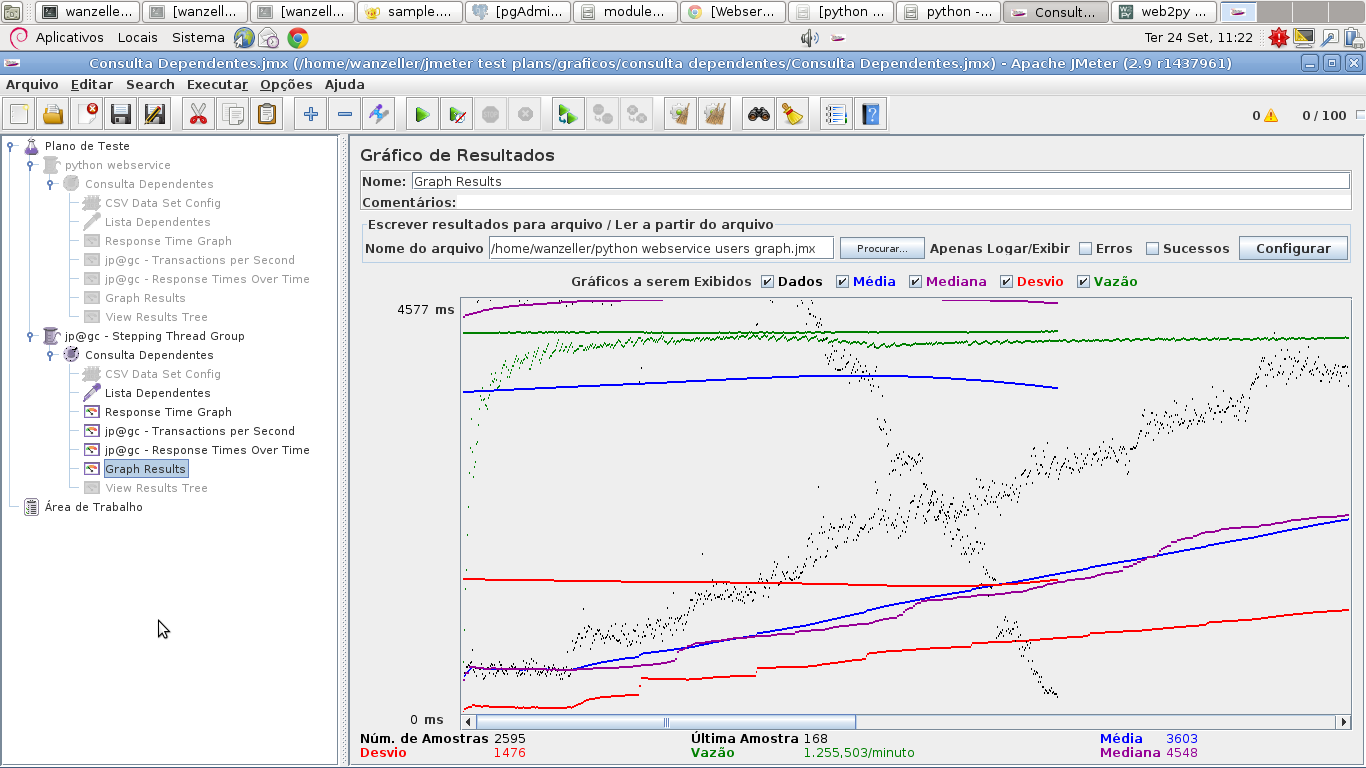 wanzelle... [wanzell... [wanzell... sample.... [pgAdmi... module... [Webser... [python ... python -... Consult... web2py ...
Aplicativos Locais Sistema Ter 24 Set, 11:22
Consulta Dependentes.jmx (/home/wanzeller/jmeter test plans/graficos/consulta dependentes/Consulta Dependentes.jmx) - Apache JMeter (2.9 r1437961)
Arquivo Editar Search Executar Opções Ajuda
0 0 / 100
Plano de Teste
python webservice
Consulta Dependentes
CSV Data Set Config
Lista Dependentes
Response Time Graph
jp@gc - Transactions per Second
jp@gc - Response Times Over Time
Graph Results
View Results Tree
jp@gc - Stepping Thread Group
Consulta Dependentes
CSV Data Set Config
Lista Dependentes
Response Time Graph
jp@gc - Transactions per Second
jp@gc - Response Times Over Time
Graph Results
View Results Tree
Área de Trabalho
Gráfico de Resultados
Nome: Graph Results
Comentários:
Escrever resultados para arquivo / Ler a partir do arquivo
Nome do arquivo /home/wanzeller/python webservice users graph.jmx Procurar... Apenas Logar/Exibir Erros Sucessos Configurar
Gráficos a serem Exibidos Dados Média Mediana Desvio Vazão
4577 ms
0 ms
Núm. de Amostras 2595 Última Amostra 168 Média 3603
Desvio 1476 Vazão 1.255,503/minuto Mediana 4548